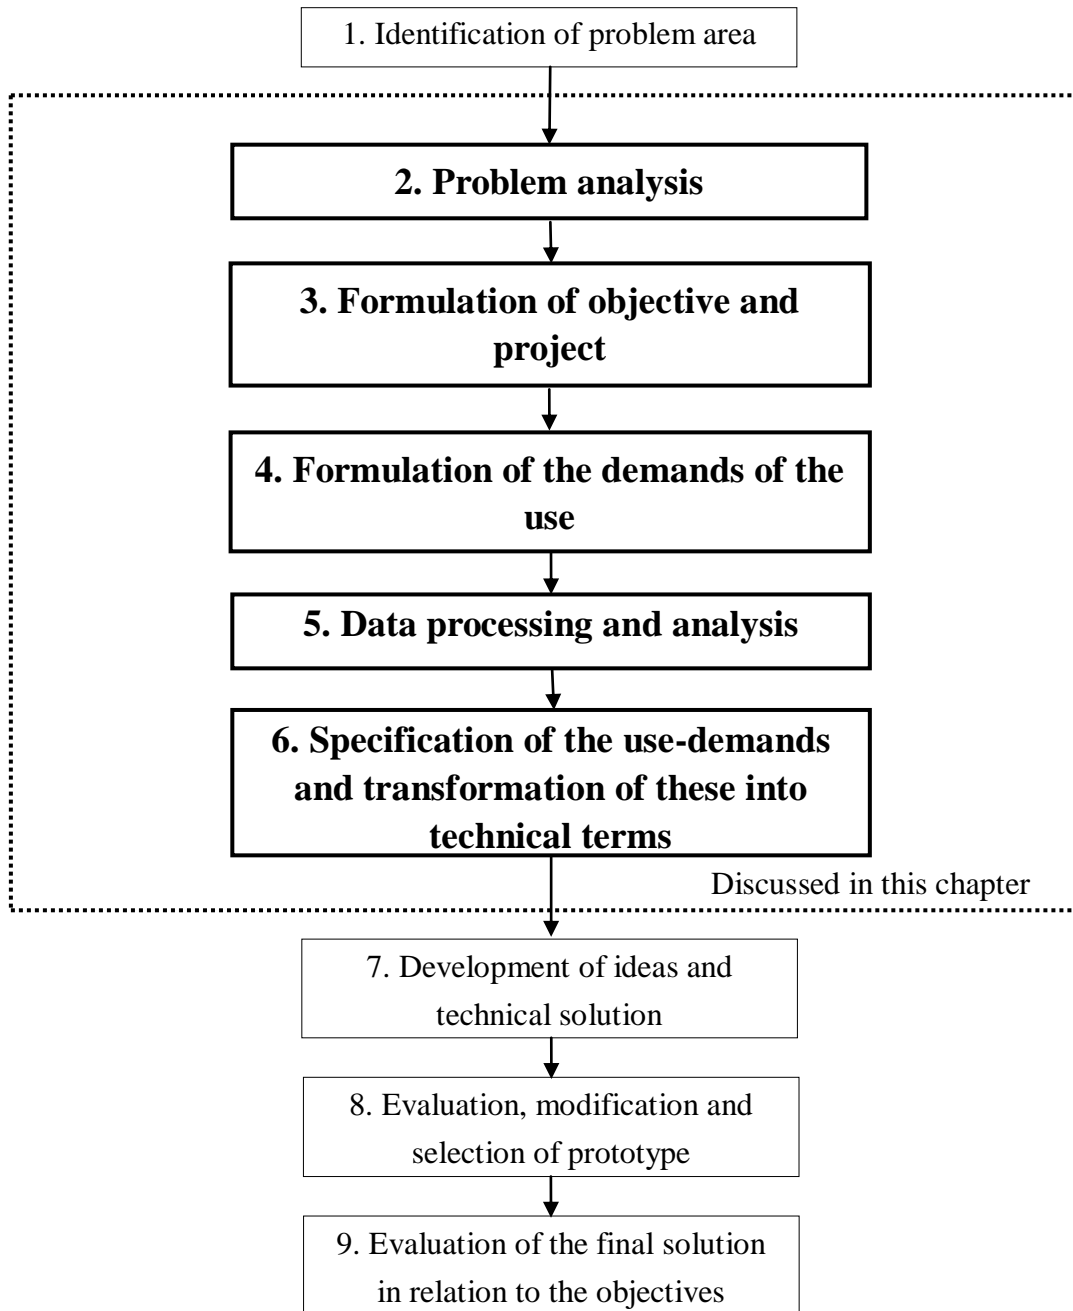 1. Identification of problem area
2. Problem analysis
3. Formulation of objective and
project
4. Formulation of the demands of the
use
5. Data processing and analysis
6. Specification of the use-demands
and transformation of these into
technical terms
Discussed in this chapter
7. Development of ideas and
technical solution
8. Evaluation, modification and
selection of prototype
9. Evaluation of the final solution
in relation to the objectives